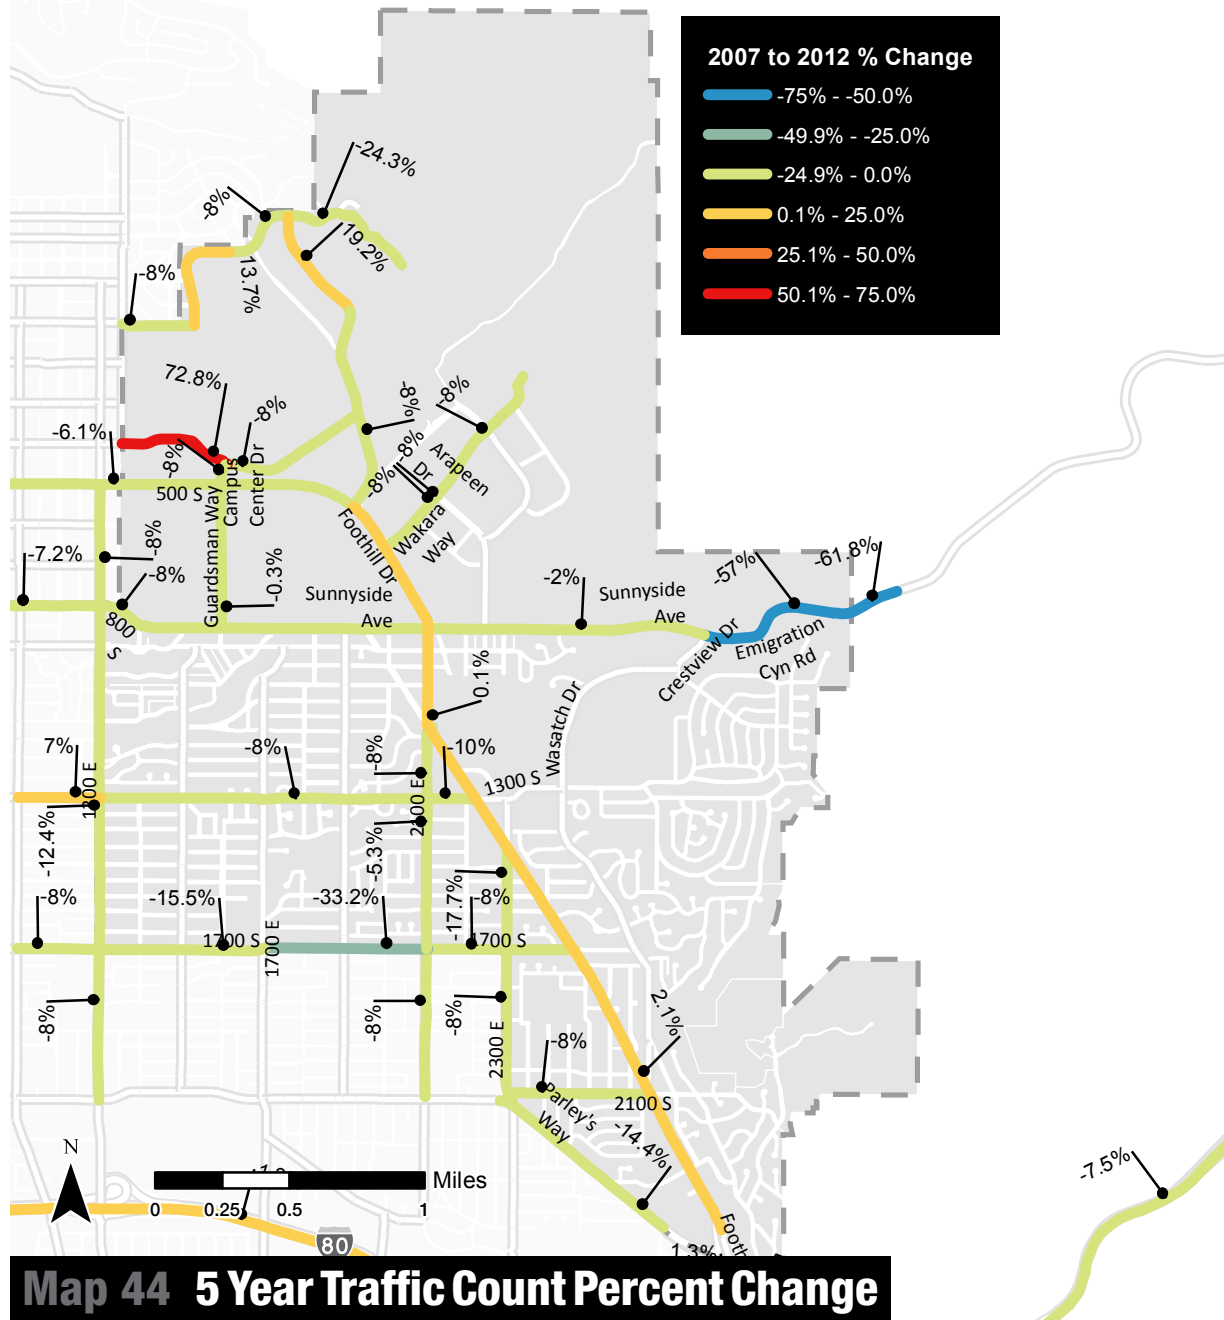 2007 to 2012 % Change
-75% - -50.0%
-49.9% - -25.0%
-24.9% - 0.0%
0.1% - 25.0%
25.1% - 50.0%
50.1% - 75.0%
-24.3%
-8%
19.2%
13.7%
-8%
72.8%
-8%
-8%
-8%
-6.1%
-8%
-8%
-8%
Arapeen
Dr
500 S
Guardsman Way
Campus
Center Dr
Foothill Dr
Wakara
Way
-7.2%
-8%
-8%
-0.3%
Sunnyside
Ave
-2%
Sunnyside
Ave
-57%
-61.8%
800
S
Crestview Dr
Emigration
Cyn Rd
0.1%
Wasatch Dr
7%
-8%
-8%
-10%
1300 S
1300 E
2100 E
-12.4%
-5.3%
-8%
-15.5%
-33.2%
-17.7%
-8%
1700 S
1700 E
1700 S
-8%
-8%
-8%
2300 E
2.1%
-8%
Parley's
Way
2100 S
-14.4%
-7.5%
N
Miles
0 0.25 0.5 1
80
1.3%
Map 44 5 Year Traffic Count Percent Change